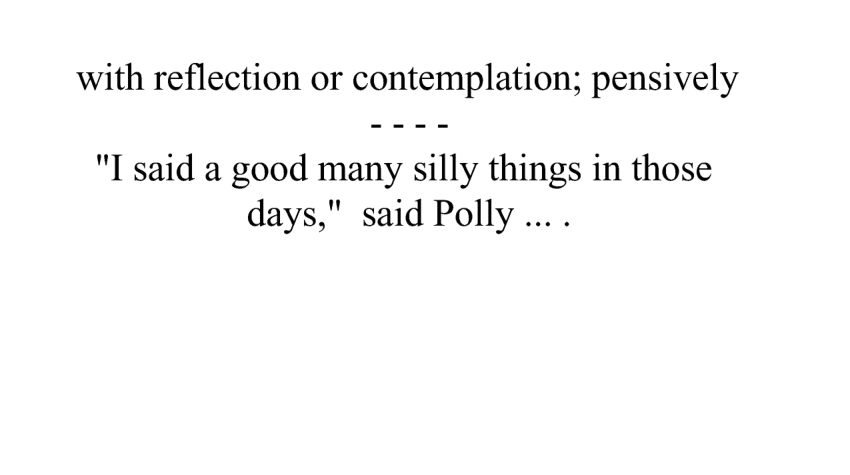 with reflection or contemplation; pensively
- - - -
"I said a good many silly things in those
days,"  said Polly ... .